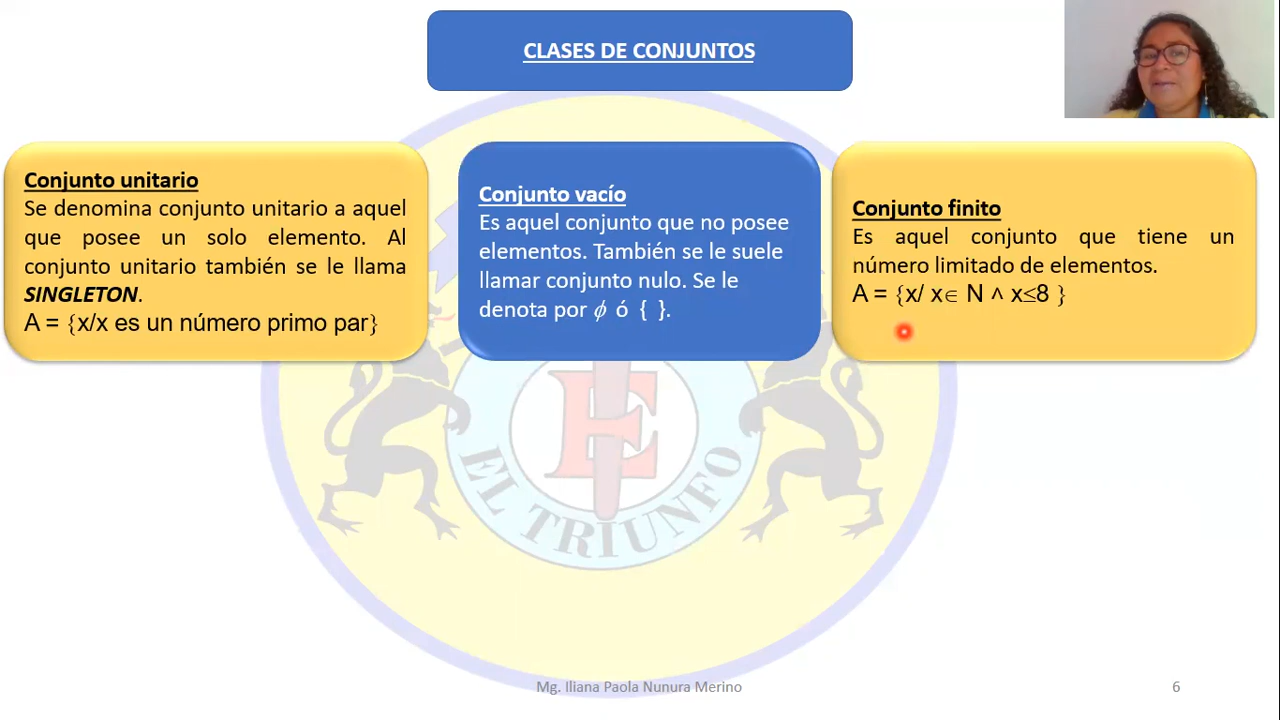 CLASES DE CONJUNTOS
Conjunto unitario
Se denomina conjunto unitario a aquel
que posee un solo elemento. Al
conjunto unitario también se le llama
SINGLETON.
A = {x/x es un número primo par}
Conjunto vacío
Es aquel conjunto que no posee
elementos. También se le suele
llamar conjunto nulo. Se le
denota por ϕ ó { }.
Conjunto finito
Es aquel conjunto que tiene un
número limitado de elementos.
A = {x/ x∈ N ^ x≤8 }
E
EL TRIUNFO
Mg. Iliana Paola Nunura Merino
6